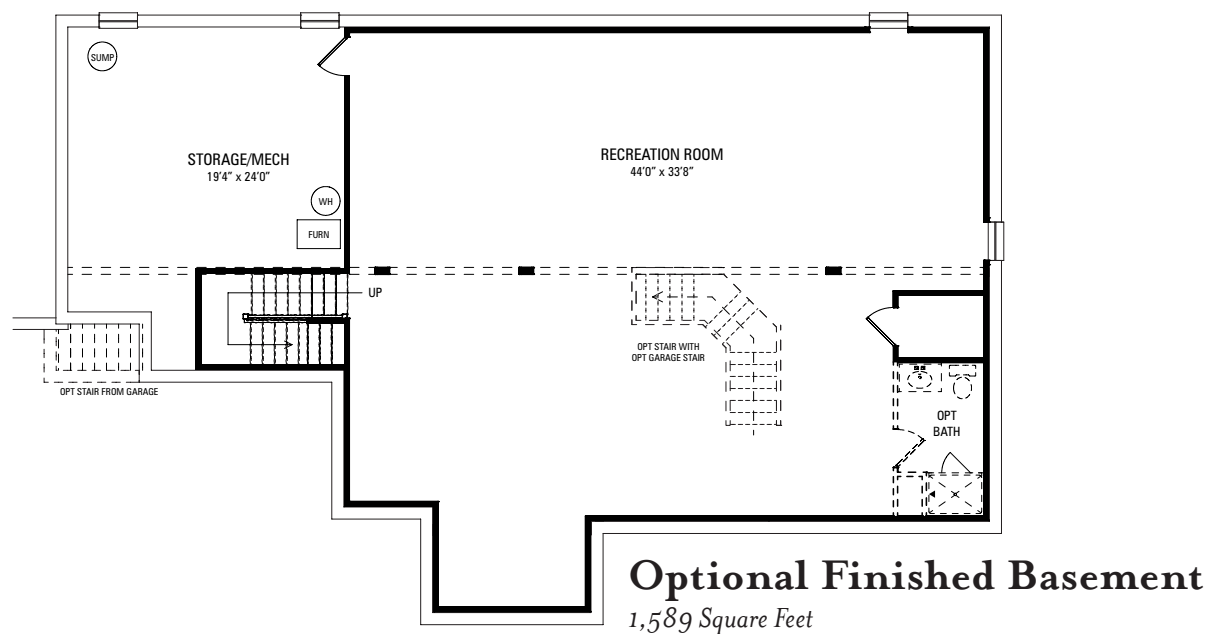 SUMP
STORAGE/MECH
19'4" x 24'0"
WH
FURN
RECREATION ROOM
44'0" x 33'8"
UP
OPT STAIR FROM GARAGE
OPT STAIR WITH
OPT GARAGE STAIR
OPT
BATH
Optional Finished Basement
1,589 Square Feet